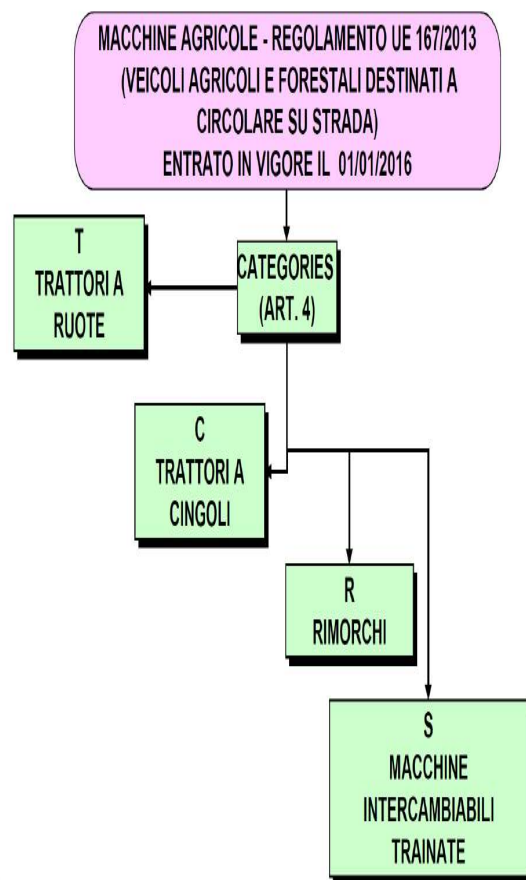 MACCHINE AGRICOLE - REGOLAMENTO UE 167/2013
(VEICOLI AGRICOLI E FORESTALI DESTINATI A
CIRCOLARE SU STRADA)
ENTRATO IN VIGORE IL 01/01/2016
T
TRATTORI A
RUOTE
CATEGORIES
(ART. 4)
C
TRATTORI A
CINGOLI
R
RIMORCHI
S
MACCHINE
INTERCAMBIABILI
TRAINATE